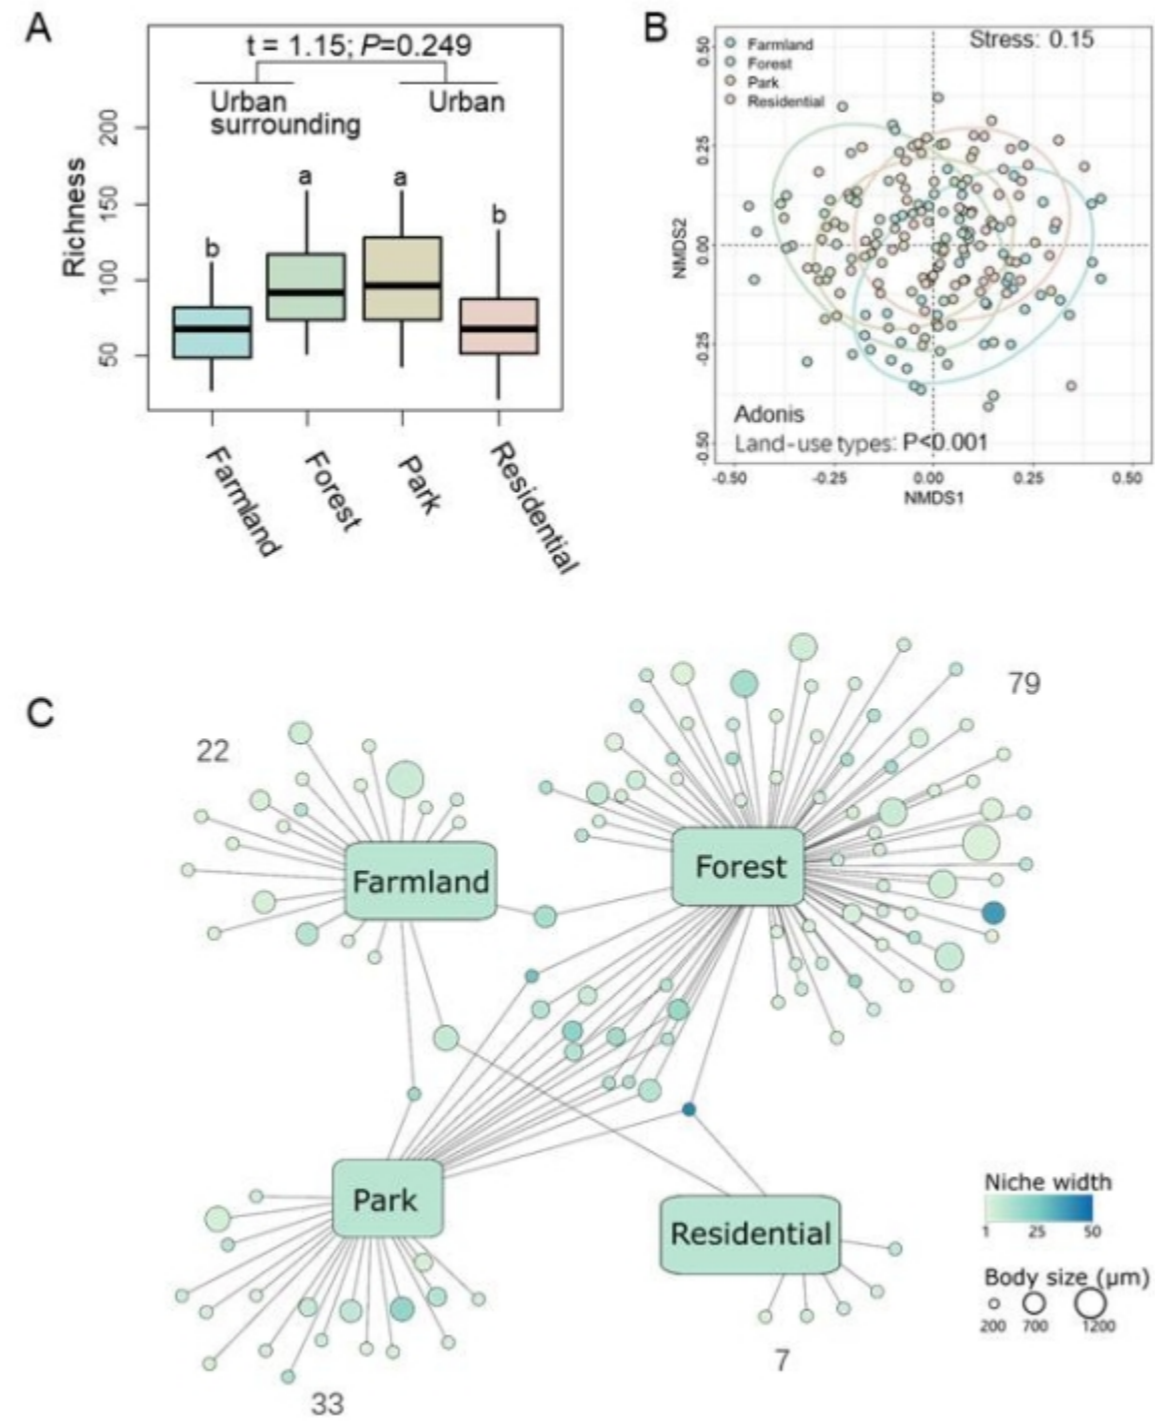 A
t = 1.15; P=0.249
Urban
surrounding
Urban
Richness
200
150
100
50
b
a
a
b
Farmland
Forest
Park
Residential
B
Farmland
Forest
Park
Residential
Stress: 0.15
NMDS2
0.50
0.25
0.00
-0.25
-0.50
Adonis
Land-use types: P<0.001
-0.50
-0.25
0.00
0.25
0.50
NMDS1
C
22
79
Farmland
Forest
Park
Residential
33
7
Niche width
1
25
50
Body size (µm)
200
700
1200